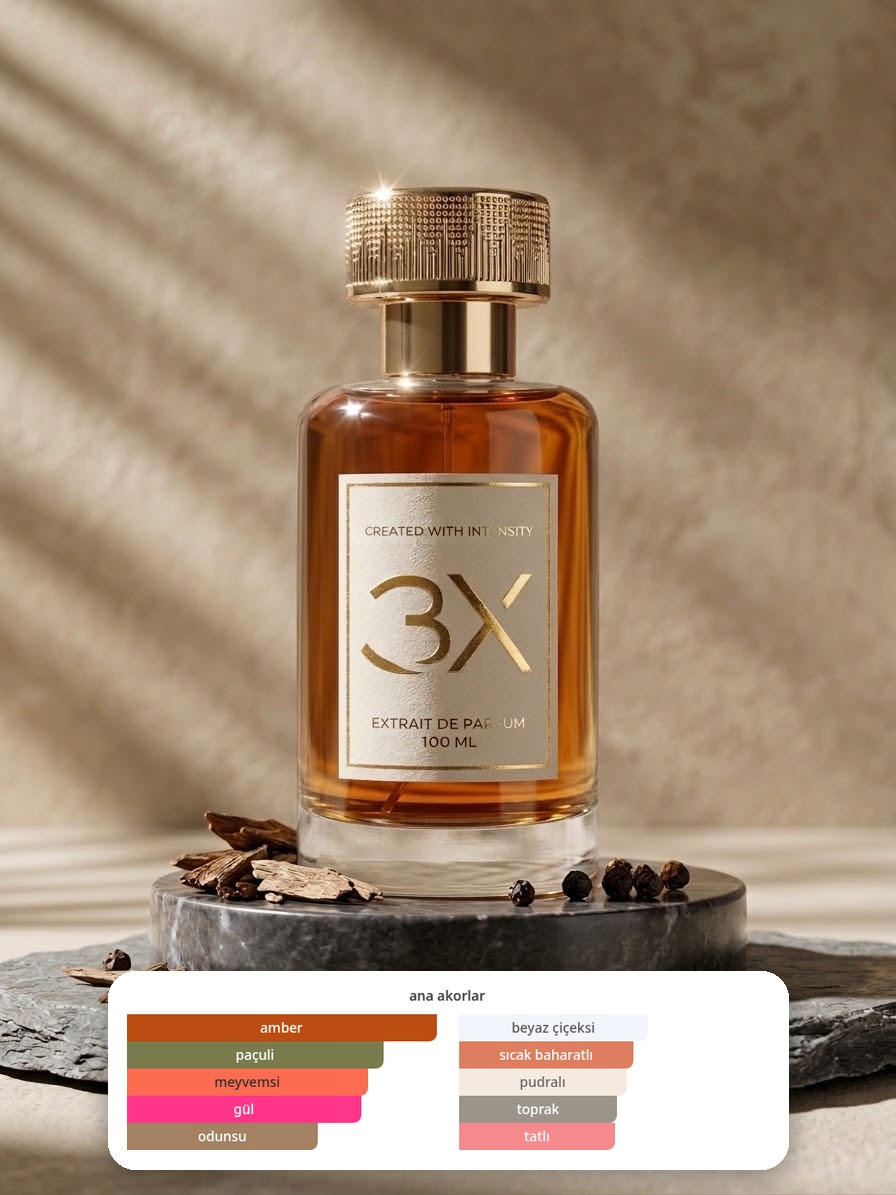 CREATED WITH INTENSITY
3X
EXTRAIT DE PARFUM
100 ML
ana akorlar
amber
paçuli
meyvemsi
gül
odunsu
beyaz çiçeksi
sıcak baharatlı
pudralı
toprak
tatlı